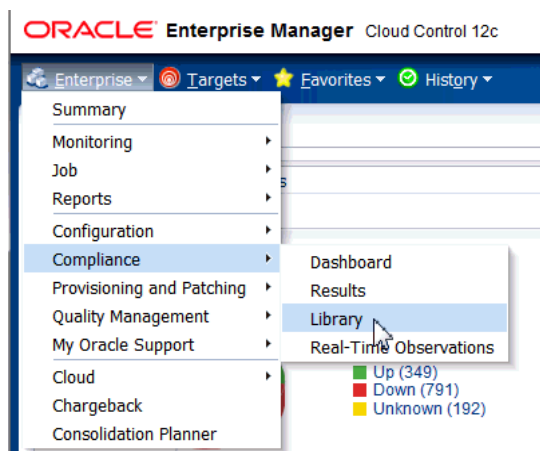 ORACLE Enterprise Manager Cloud Control 12c
Enterprise Targets Favorites History
Summary
Monitoring
Job
Reports
s
Configuration
Compliance
Provisioning and Patching
Quality Management
My Oracle Support
Cloud
Chargeback
Consolidation Planner
Dashboard
Results
Library
Real-Time Observations
Up (349)
Down (791)
Unknown (192)